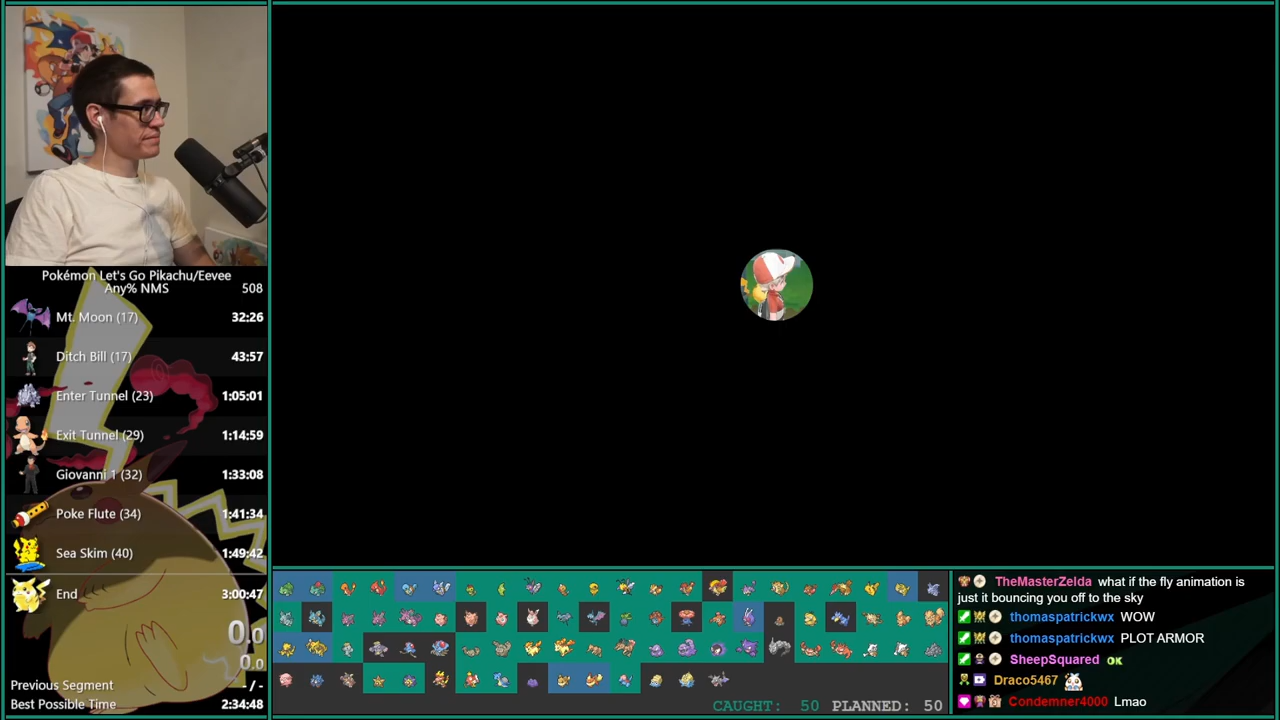 Pokémon Let's Go Pikachu/Eevee
Any% NMS 508
Mt. Moon (17) 32:26
Ditch Bill (17) 43:57
Enter Tunnel (23) 1:05:01
Exit Tunnel (29) 1:14:59
Giovanni 1 (32) 1:33:08
Poke Flute (34) 1:41:34
Sea Skim (40) 1:49:42
End 3:00:47
0.0
0.0
Previous Segment - / -
Best Possible Time 2:34:48
CAUGHT: 50 PLANNED: 50
TheMasterZelda what if the fly animation is
just it bouncing you off to the sky
thomaspatrickwx WOW
thomaspatrickwx PLOT ARMOR
SheepSquared OK
Draco5467
Condemner4000 Lmao